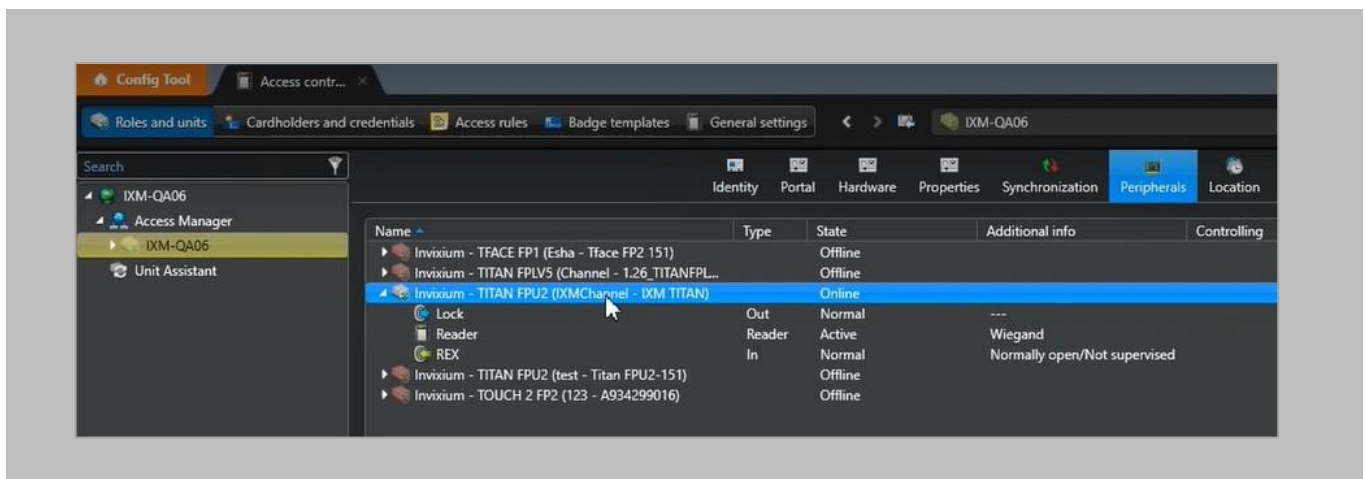 Config Tool Access contr...
Roles and units Cardholders and credentials Access rules Badge templates General settings IXM-QA06
Search
Identity Portal Hardware Properties Synchronization Peripherals Location
IXM-QA06
Access Manager
IXM-QA06
Unit Assistant
Name Type State Additional info Controlling
Invixium - TFACE FP1 (Esha - Tface FP2 151) Offline
Invixium - TITAN FPLV5 (Channel - 1.26_TITANFPL... Offline
Invixium - TITAN FPU2 (IXMChannel - IXM TITAN) Online
Lock Out Normal ---
Reader Reader Active Wiegand
REX In Normal Normally open/Not supervised
Invixium - TITAN FPU2 (test - Titan FPU2-151) Offline
Invixium - TOUCH 2 FP2 (123 - A934299016) Offline